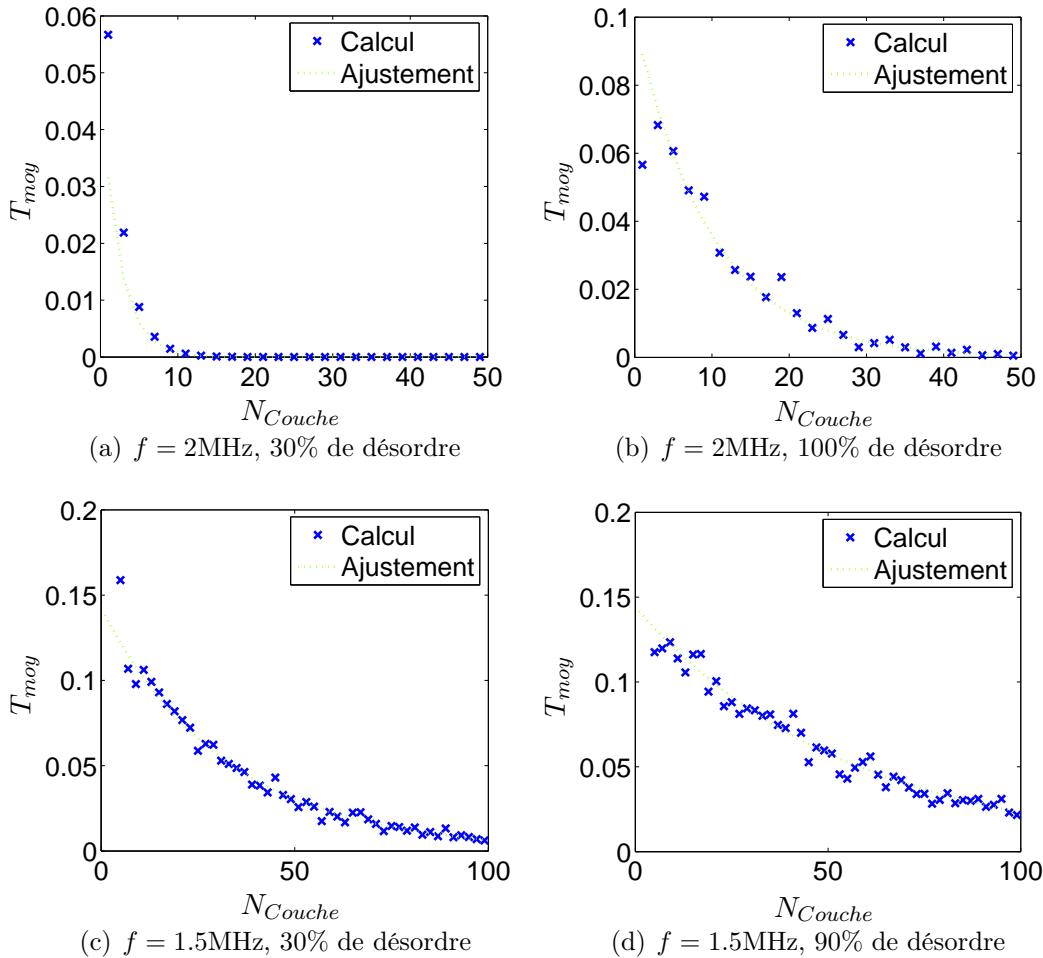 0.06
0.05
0.04
0.03
0.02
0.01
0
T_moy
× Calcul
Ajustement
0 10 20 30 40 50
N_Couche
(a) f = 2MHz, 30% de désordre
0.1
0.08
0.06
0.04
0.02
0
T_moy
× Calcul
Ajustement
0 10 20 30 40 50
N_Couche
(b) f = 2MHz, 100% de désordre
0.2
0.15
0.1
0.05
0
T_moy
× Calcul
Ajustement
0 50 100
N_Couche
(c) f = 1.5MHz, 30% de désordre
0.2
0.15
0.1
0.05
0
T_moy
× Calcul
Ajustement
0 50 100
N_Couche
(d) f = 1.5MHz, 90% de désordre